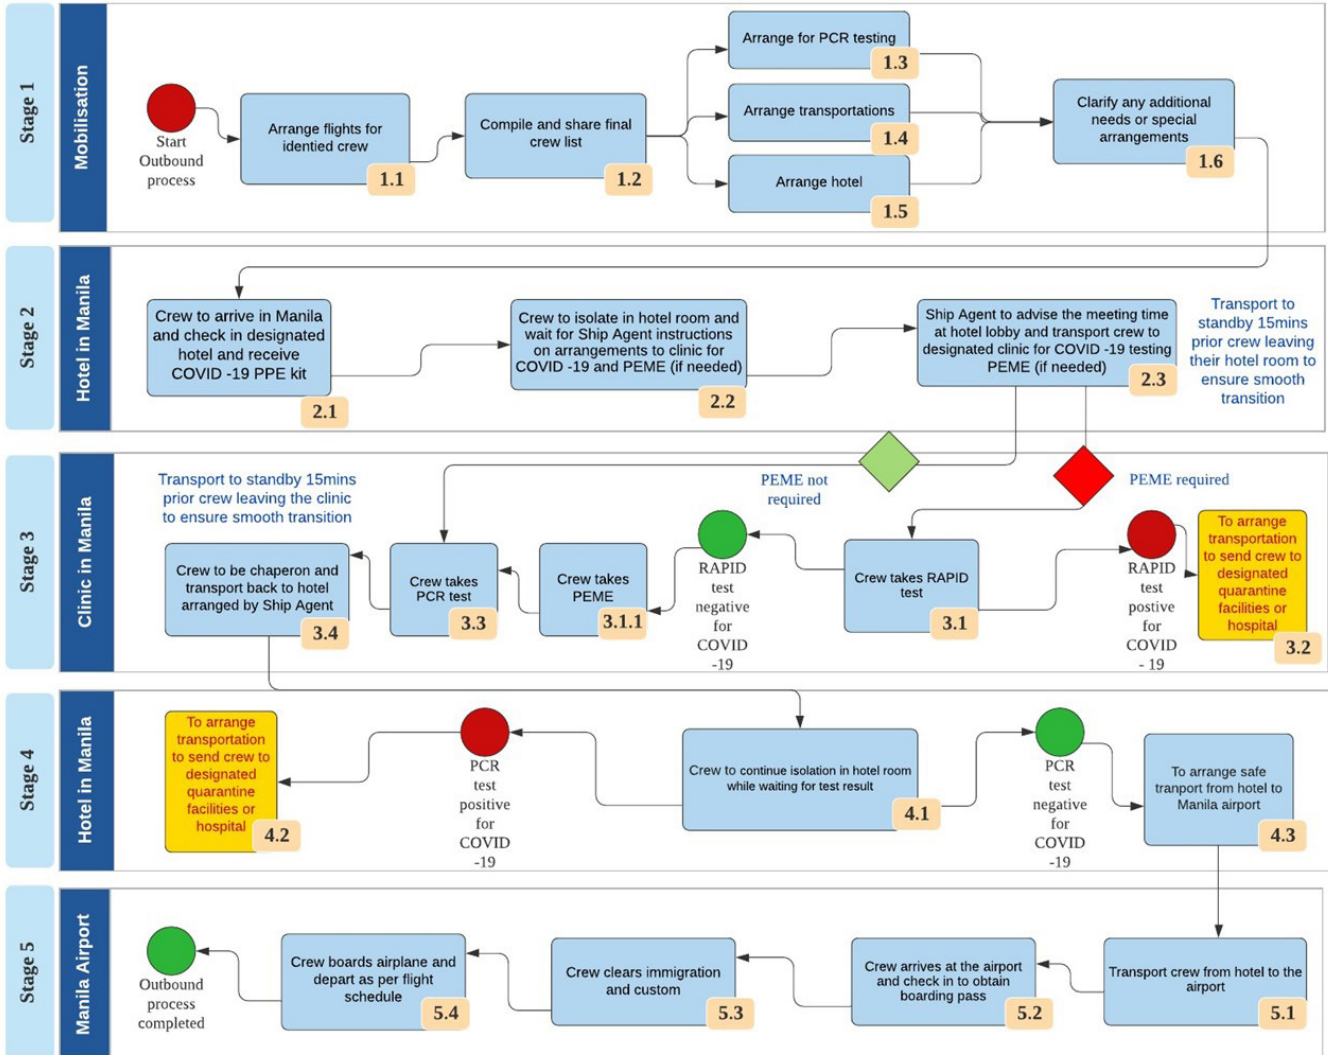 Stage 1
Mobilisation
Start
Outbound
process
Arrange flights for
identied crew
1.1
Compile and share final
crew list
1.2
Arrange for PCR testing
1.3
Arrange transportations
1.4
Arrange hotel
1.5
Clarify any additional
needs or special
arrangements
1.6
Stage 2
Hotel in Manila
Crew to arrive in Manila
and check in designated
hotel and receive
COVID -19 PPE kit
2.1
Crew to isolate in hotel room and
wait for Ship Agent instructions
on arrangements to clinic for
COVID -19 and PEME (if needed)
2.2
Ship Agent to advise the meeting time
at hotel lobby and transport crew to
designated clinic for COVID -19 testing
PEME (if needed)
2.3
Transport to
standby 15mins
prior crew leaving
their hotel room to
ensure smooth
transition
Stage 3
Clinic in Manila
Transport to standby 15mins
prior crew leaving the clinic
to ensure smooth transition
PEME not
required
PEME required
Crew to be chaperon and
transport back to hotel
arranged by Ship Agent
3.4
Crew takes
PCR test
3.3
Crew takes
PEME
3.1.1
RAPID
test
negative
for
COVID
-19
Crew takes RAPID
test
3.1
RAPID
test
postive
for
COVID
- 19
To arrange
transportation
to send crew to
designated
quarantine
facilities or
hospital
3.2
Stage 4
Hotel in Manila
To arrange
transportation
to send crew to
designated
quarantine
facilities or
hospital
4.2
PCR
test
positive
for
COVID
-19
Crew to continue isolation in hotel room
while waiting for test result
4.1
PCR
test
negative
for
COVID
-19
To arrange safe
tranport from hotel to
Manila airport
4.3
Stage 5
Manila Airport
Outbound
process
completed
Crew boards airplane and
depart as per flight
schedule
5.4
Crew clears immigration
and custom
5.3
Crew arrives at the airport
and check in to obtain
boarding pass
5.2
Transport crew from hotel to the
airport
5.1